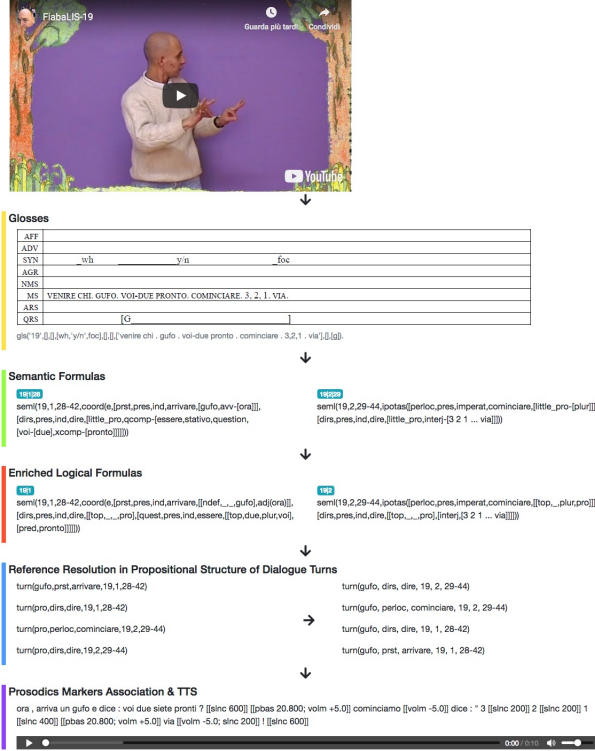 FiabaLIS-19
Guarda più tardi
Condividi
YouTube
Glosses
AFF
ADV
SYN _wh ____________y/n _foc
AGR
NMS
MS VENIRE CHI. GUFO. VOI-DUE PRONTO. COMINCIARE. 3, 2, 1. VIA.
ARS
QRS [G________________________________]
gls('19',[],[],[wh,'y/n',foc],[],[],['venire chi . gufo . voi-due pronto . cominciare . 3,2,1 . via'],[],[g]).
Semantic Formulas
19|1|28
seml(19,1,28-42,coord(e,[prst,pres,ind,arrivare,[gufo,avv-[ora]]],
[dirs,pres,ind,dire,[little_pro,qcomp-[essere,stativo,question,
[voi-[due],xcomp-[pronto]]]]]))
19|2|29
seml(19,2,29-44,ipotas([perloc,pres,imperat,cominciare,[little_pro-[plur]]],
[dirs,pres,ind,dire,[little_pro,interj-[3 2 1 ... via]]]))
Enriched Logical Formulas
19|1
seml(19,1,28-42,coord(e,[prst,pres,ind,arrivare,[[ndef,_,_,gufo],adj(ora)]],
[dirs,pres,ind,dire,[[top,_,_,pro],[quest,pres,ind,essere,[[top,due,plur,voi],
[pred,pronto]]]]]))
19|2
seml(19,2,29-44,ipotas([perloc,pres,imperat,cominciare,[[top,_,plur,pro]]],
[dirs,pres,ind,dire,[[top,_,_,pro],[interj,[3 2 1 ... via]]]]))
Reference Resolution in Propositional Structure of Dialogue Turns
turn(gufo,prst,arrivare,19,1,28-42)
turn(pro,dirs,dire,19,1,28-42)
turn(pro,perloc,cominciare,19,2,29-44)
turn(pro,dirs,dire,19,2,29-44)
turn(gufo, dirs, dire, 19, 2, 29-44)
turn(gufo, perloc, cominciare, 19, 2, 29-44)
turn(gufo, dirs, dire, 19, 1, 28-42)
turn(gufo, prst, arrivare, 19, 1, 28-42)
Prosodics Markers Association & TTS
ora , arriva un gufo e dice : voi due siete pronti ? [[slnc 600]] [[pbas 20.800; volm +5.0]] cominciamo [[volm -5.0]] dice : " 3 [[slnc 200]] 2 [[slnc 200]] 1
[[slnc 400]] [[pbas 20.800; volm +5.0]] via [[volm -5.0; slnc 200]] ! [[slnc 600]]
0:00 / 0:10